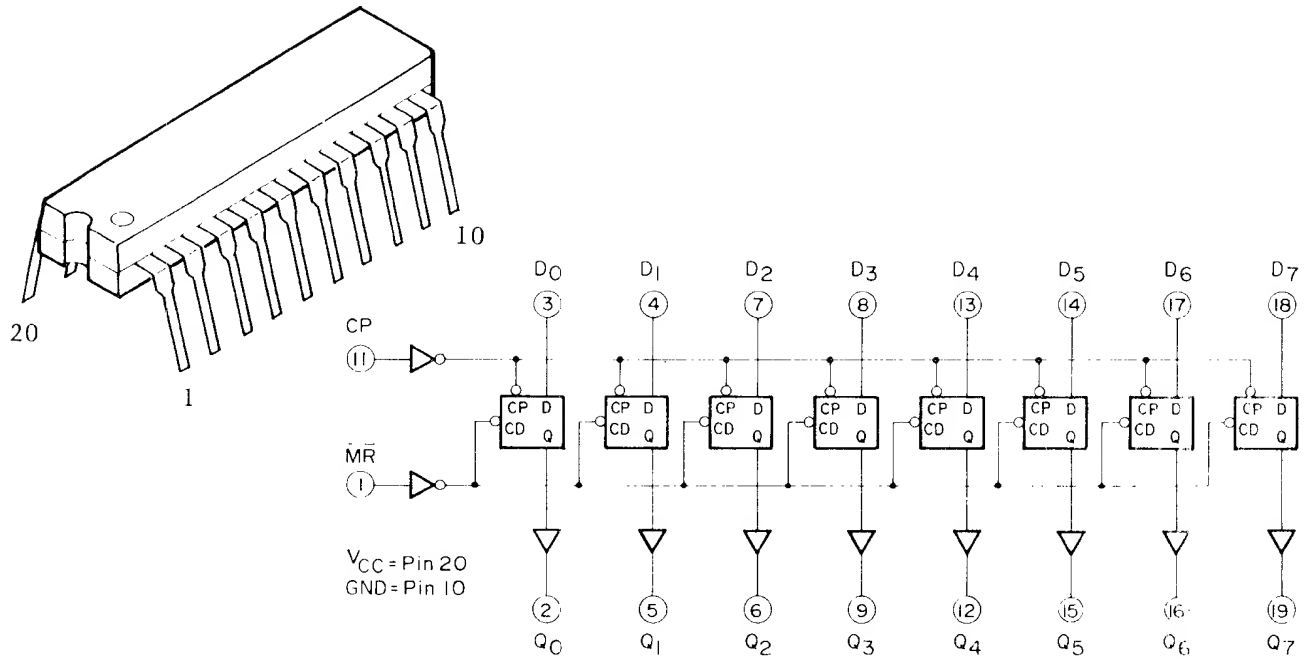 10
20
1
D0 D1 D2 D3 D4 D5 D6 D7
3 4 7 8 13 14 17 18
CP
11
CP D CP D CP D CP D CP D CP D CP D CP D
CD CD CD CD CD CD CD CD
Q Q Q Q Q Q Q Q
M̅R̅
1
VCC = Pin 20
GND = Pin 10
2 5 6 9 12 15 16 19
Q0 Q1 Q2 Q3 Q4 Q5 Q6 Q7